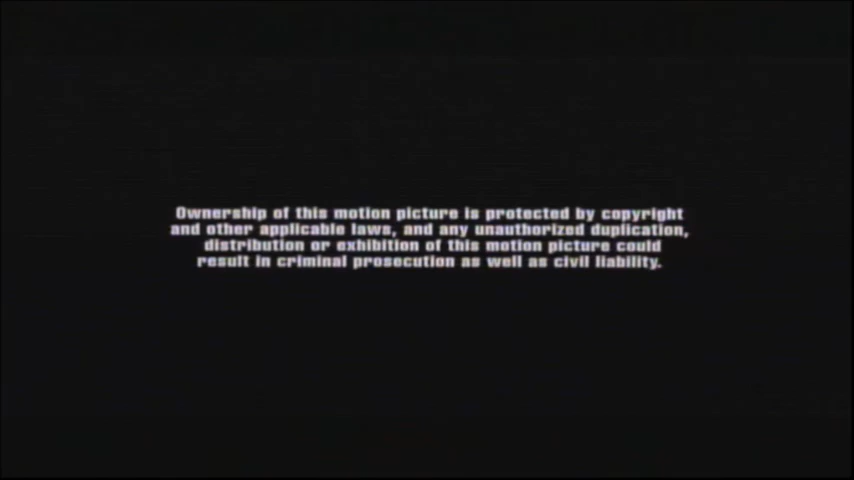 Ownership of this motion picture is protected by copyright
and other applicable laws, and any unauthorized duplication,
distribution or exhibition of this motion picture could
result in criminal prosecution as well as civil liability.